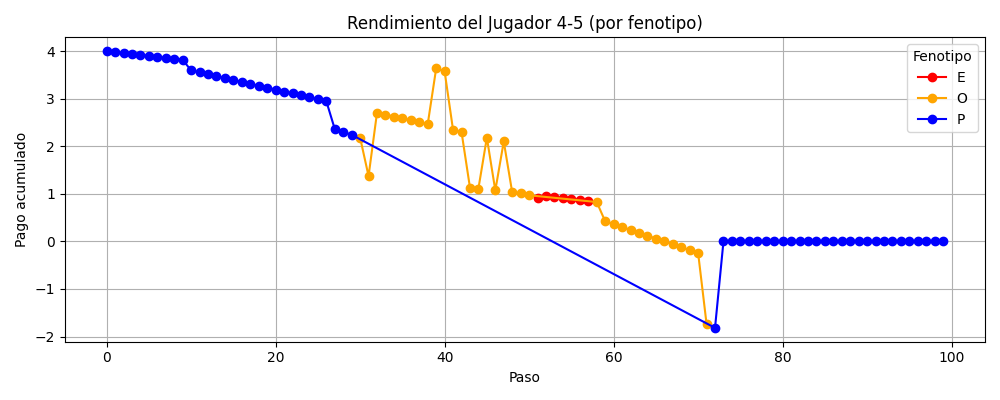 Rendimiento del Jugador 4-5 (por fenotipo)
Pago acumulado
4
3
2
1
0
−1
−2
Fenotipo
E
O
P
0 20 40 60 80 100
Paso